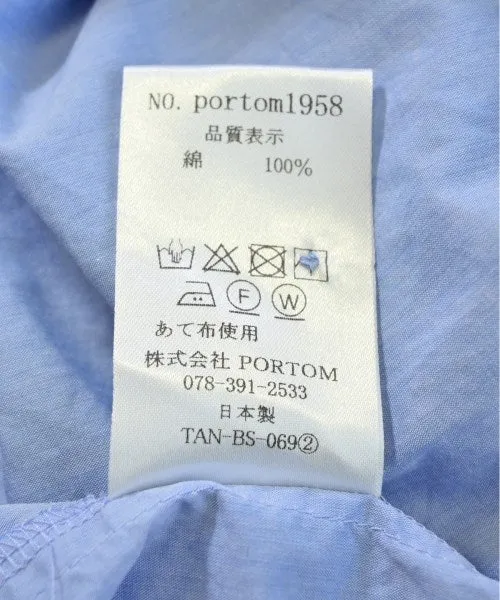 NO. portom1958
品質表示
綿 100%
F W
あて布使用
株式会社 PORTOM
078-391-2533
日本製
TAN-BS-069②